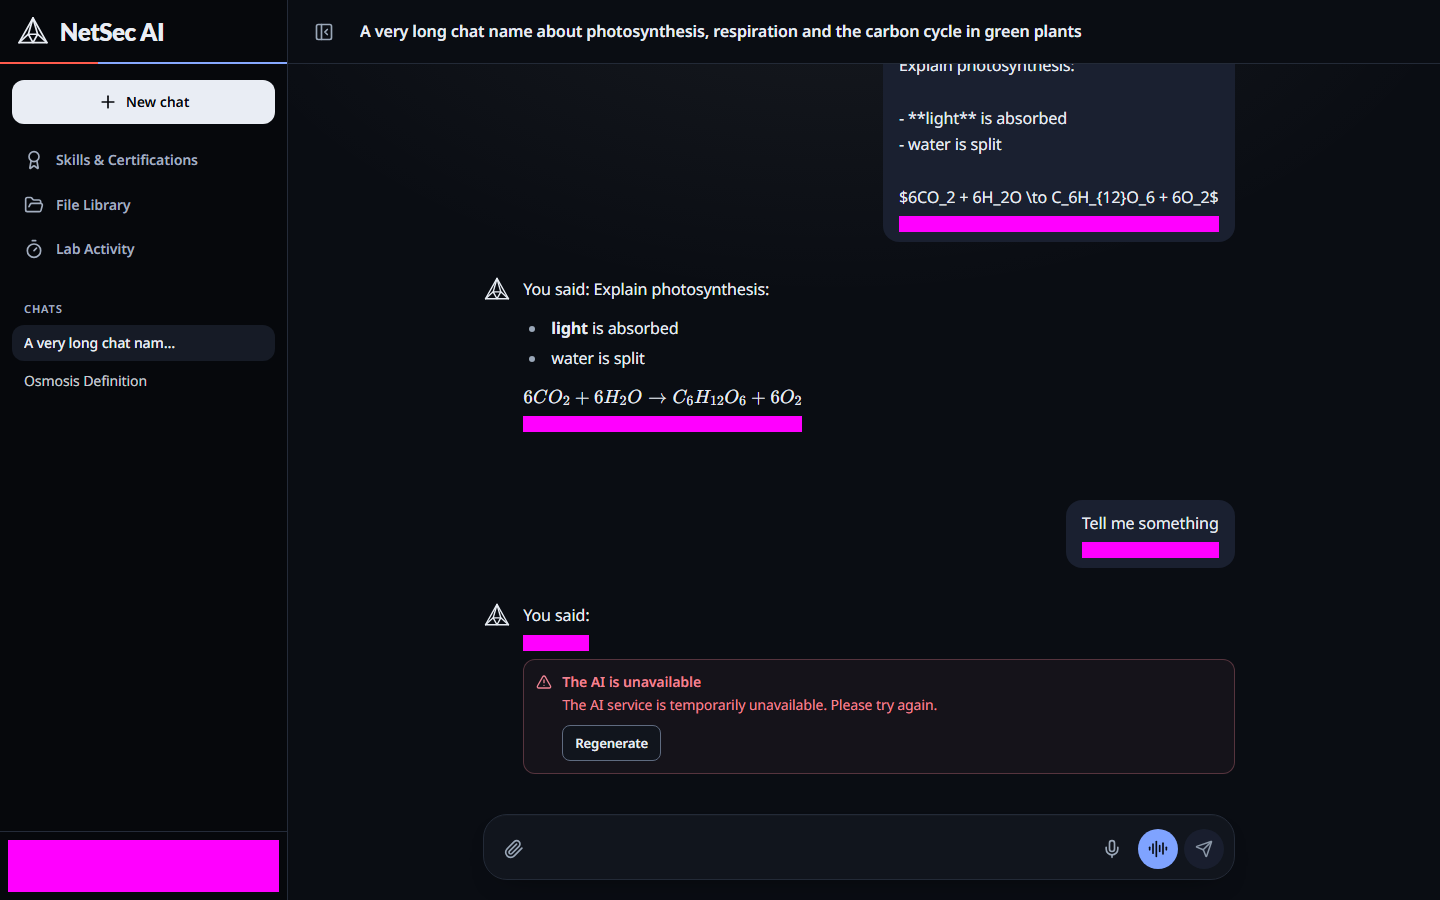 NetSec AI
A very long chat name about photosynthesis, respiration and the carbon cycle in green plants
New chat
Skills & Certifications
File Library
Lab Activity
CHATS
A very long chat nam...
Osmosis Definition
Explain photosynthesis:
- **light** is absorbed
- water is split
$6CO_2 + 6H_2O \to C_6H_{12}O_6 + 6O_2$
You said: Explain photosynthesis:
• light is absorbed
• water is split
6CO₂ + 6H₂O → C₆H₁₂O₆ + 6O₂
Tell me something
You said:
The AI is unavailable
The AI service is temporarily unavailable. Please try again.
Regenerate